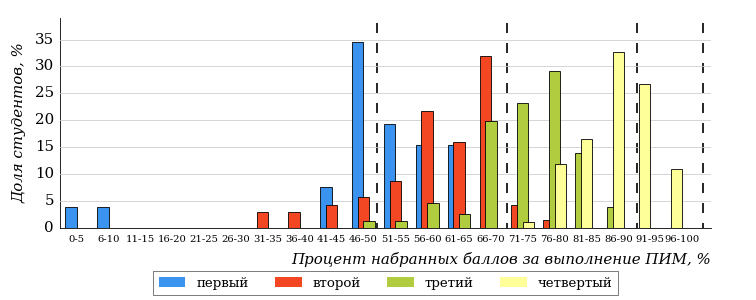 Доля студентов, %
35
30
25
20
15
10
5
0
0-5 6-10 11-15 16-20 21-25 26-30 31-35 36-40 41-45 46-50 51-55 56-60 61-65 66-70 71-75 76-80 81-85 86-90 91-95 96-100
Процент набранных баллов за выполнение ПИМ, %
первый второй третий четвертый